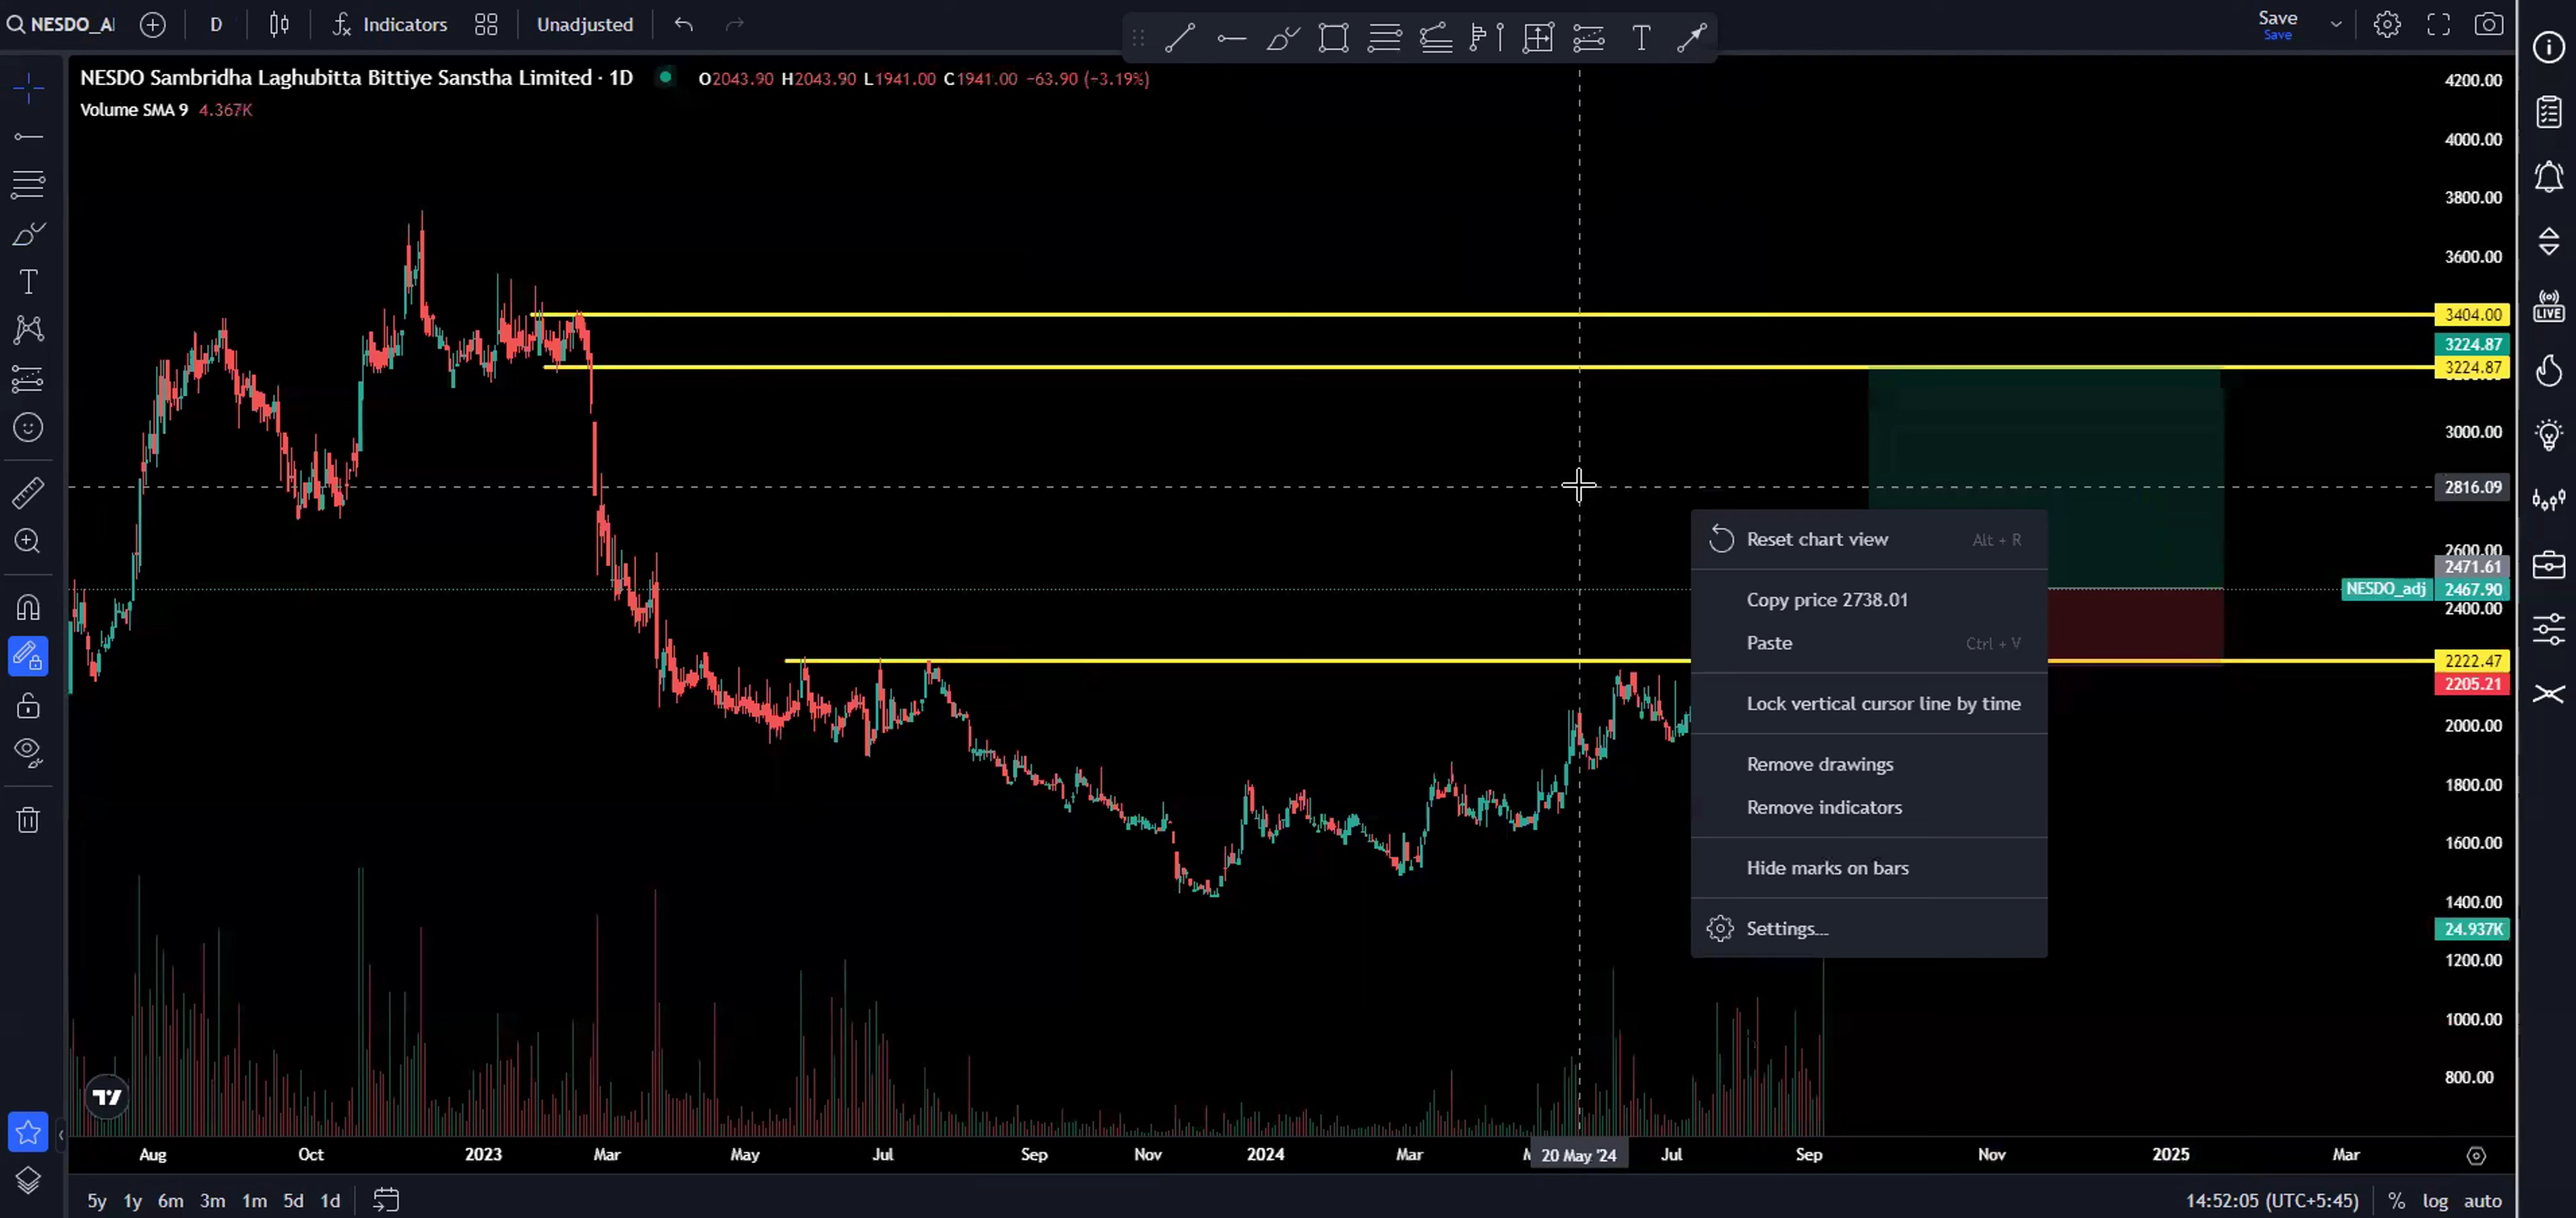 NESDO_A
D
Indicators
Unadjusted
Save
Save
NESDO Sambridha Laghubitta Bittiye Sanstha Limited · 1D
O2043.90 H2043.90 L1941.00 C1941.00 −63.90 (−3.19%)
Volume SMA 9 4.367K
4200.00
4000.00
3800.00
3600.00
3404.00
3224.87
3224.87
3000.00
2816.09
2600.00
2471.61
NESDO_adj 2467.90
2400.00
2222.47
2205.21
2000.00
1800.00
1600.00
1400.00
24.937K
1200.00
1000.00
800.00
LIVE
Reset chart view Alt + R
Copy price 2738.01
Paste Ctrl + V
Lock vertical cursor line by time
Remove drawings
Remove indicators
Hide marks on bars
Settings...
Aug Oct 2023 Mar May Jul Sep Nov 2024 Mar 20 May '24 Jul Sep Nov 2025 Mar
5y 1y 6m 3m 1m 5d 1d
14:52:05 (UTC+5:45) % log auto